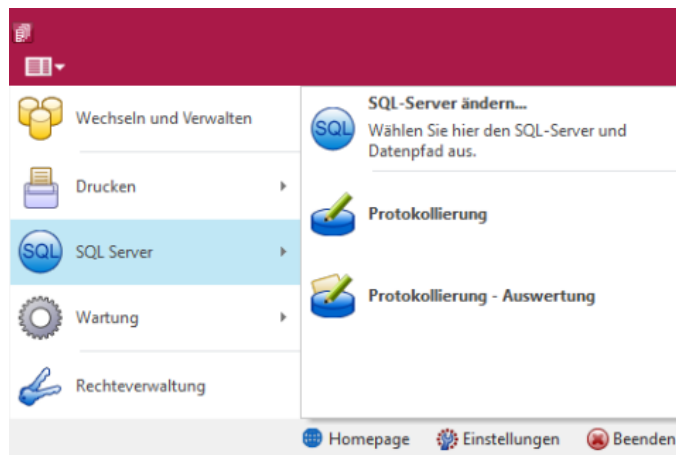 Wechseln und Verwalten
Drucken
SQL
SQL Server
Wartung
Rechteverwaltung
SQL
SQL-Server ändern...
Wählen Sie hier den SQL-Server und
Datenpfad aus.
Protokollierung
Protokollierung - Auswertung
Homepage
Einstellungen
Beenden